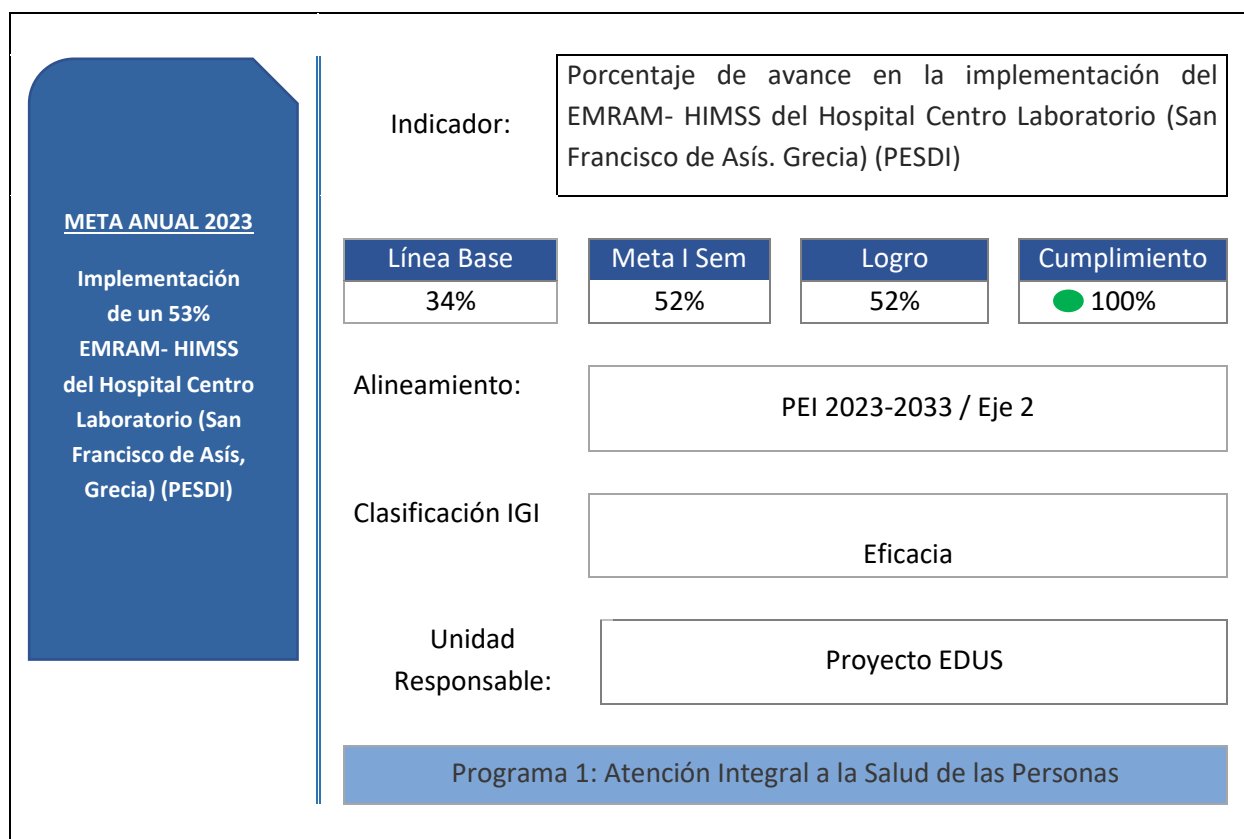 META ANUAL 2023
Implementación
de un 53%
EMRAM- HIMSS
del Hospital Centro
Laboratorio (San
Francisco de Asís,
Grecia) (PESDI)
Indicador:
Porcentaje de avance en la implementación del
EMRAM- HIMSS del Hospital Centro Laboratorio (San
Francisco de Asís. Grecia) (PESDI)
Línea Base
Meta I Sem
Logro
Cumplimiento
34%
52%
52%
100%
Alineamiento:
PEI 2023-2033 / Eje 2
Clasificación IGI
Eficacia
Unidad
Responsable:
Proyecto EDUS
Programa 1: Atención Integral a la Salud de las Personas